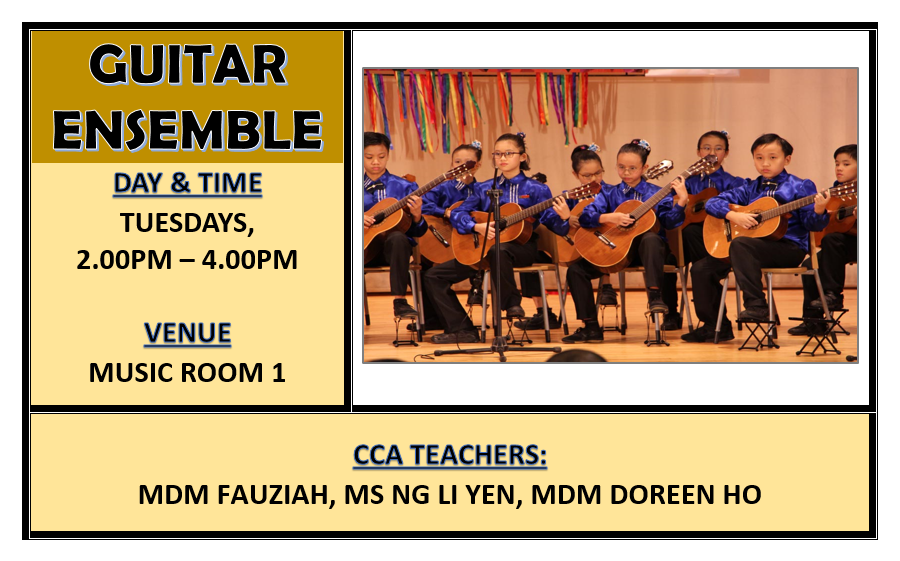 GUITAR
ENSEMBLE
DAY & TIME
TUESDAYS,
2.00PM – 4.00PM
VENUE
MUSIC ROOM 1
CCA TEACHERS:
MDM FAUZIAH, MS NG LI YEN, MDM DOREEN HO